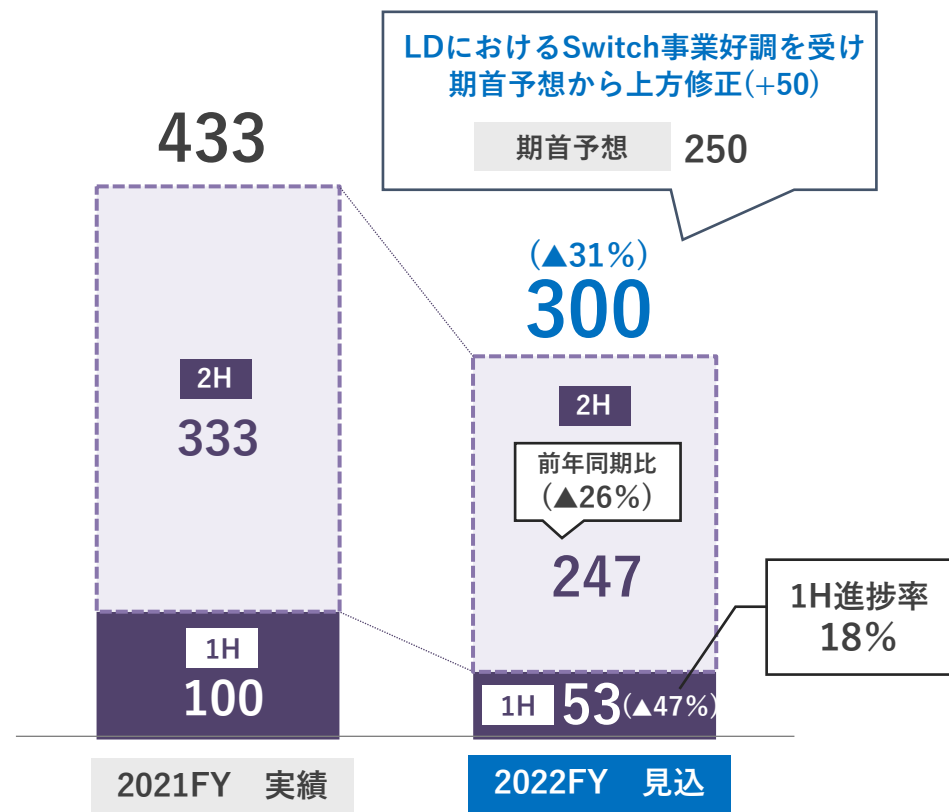 LDにおけるSwitch事業好調を受け
期首予想から上方修正(+50)
期首予想 250
433
(▲31%)
300
2H
333
2H
前年同期比
(▲26%)
247
1H進捗率
18%
1H
100
1H 53(▲47%)
2021FY 実績
2022FY 見込